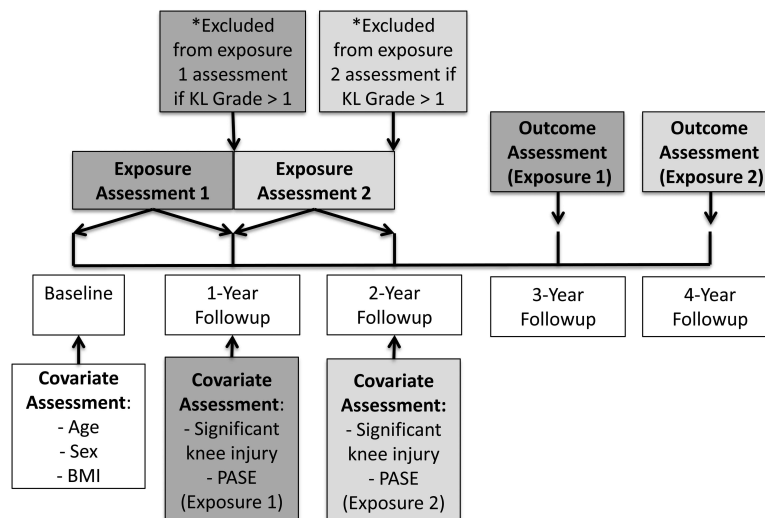 *Excluded
from exposure
1 assessment
if KL Grade > 1
*Excluded
from exposure
2 assessment if
KL Grade > 1
Exposure
Assessment 1
Exposure
Assessment 2
Outcome
Assessment
(Exposure 1)
Outcome
Assessment
(Exposure 2)
Baseline
1-Year
Followup
2-Year
Followup
3-Year
Followup
4-Year
Followup
Covariate
Assessment:
- Age
- Sex
- BMI
Covariate
Assessment:
- Significant
knee injury
- PASE
(Exposure 1)
Covariate
Assessment:
- Significant
knee injury
- PASE
(Exposure 2)